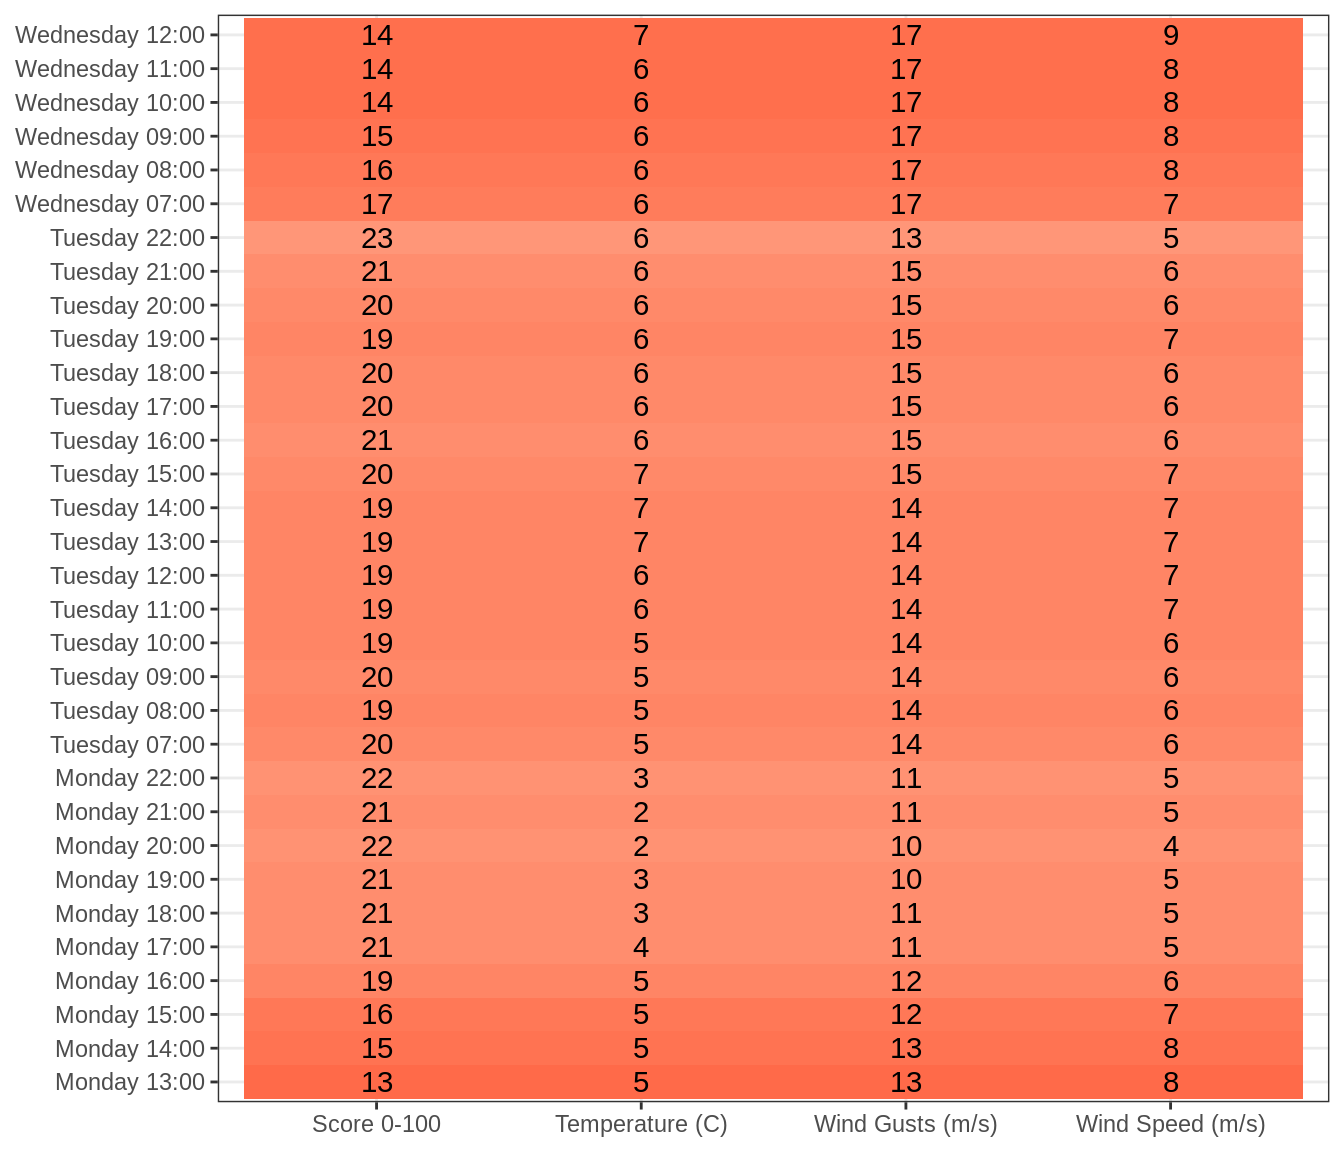 Wednesday 12:00 14 7 17 9
Wednesday 11:00 14 6 17 8
Wednesday 10:00 14 6 17 8
Wednesday 09:00 15 6 17 8
Wednesday 08:00 16 6 17 8
Wednesday 07:00 17 6 17 7
Tuesday 22:00 23 6 13 5
Tuesday 21:00 21 6 15 6
Tuesday 20:00 20 6 15 6
Tuesday 19:00 19 6 15 7
Tuesday 18:00 20 6 15 6
Tuesday 17:00 20 6 15 6
Tuesday 16:00 21 6 15 6
Tuesday 15:00 20 7 15 7
Tuesday 14:00 19 7 14 7
Tuesday 13:00 19 7 14 7
Tuesday 12:00 19 6 14 7
Tuesday 11:00 19 6 14 7
Tuesday 10:00 19 5 14 6
Tuesday 09:00 20 5 14 6
Tuesday 08:00 19 5 14 6
Tuesday 07:00 20 5 14 6
Monday 22:00 22 3 11 5
Monday 21:00 21 2 11 5
Monday 20:00 22 2 10 4
Monday 19:00 21 3 10 5
Monday 18:00 21 3 11 5
Monday 17:00 21 4 11 5
Monday 16:00 19 5 12 6
Monday 15:00 16 5 12 7
Monday 14:00 15 5 13 8
Monday 13:00 13 5 13 8
Score 0-100 Temperature (C) Wind Gusts (m/s) Wind Speed (m/s)